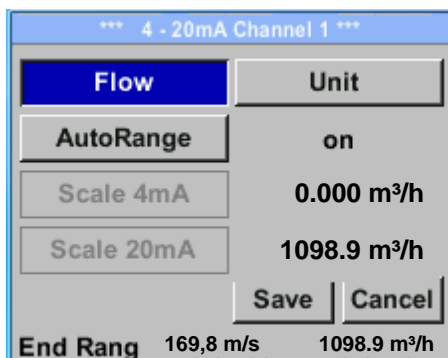 *** 4 - 20mA Channel 1 ***
Flow Unit
AutoRange on
Scale 4mA 0.000 m³/h
Scale 20mA 1098.9 m³/h
Save Cancel
End Rang 169,8 m/s 1098.9 m³/h